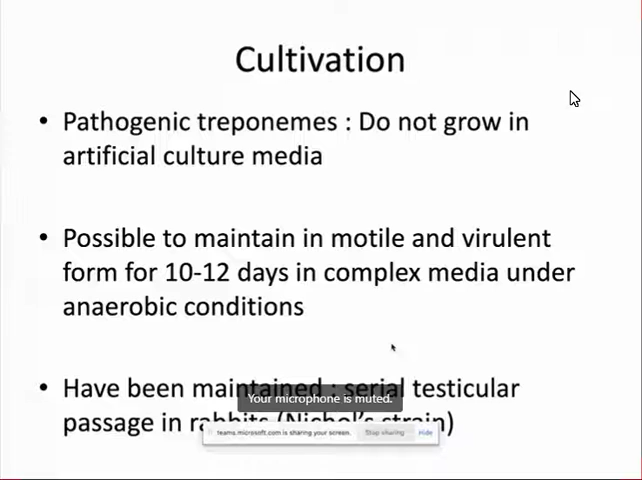 Cultivation
• Pathogenic treponemes : Do not grow in
artificial culture media
• Possible to maintain in motile and virulent
form for 10-12 days in complex media under
anaerobic conditions
• Have been maintained : serial testicular
passage in rabbits (Nichol's strain)
Your microphone is muted.
teams.microsoft.com is sharing your screen.
Stop sharing
Hide